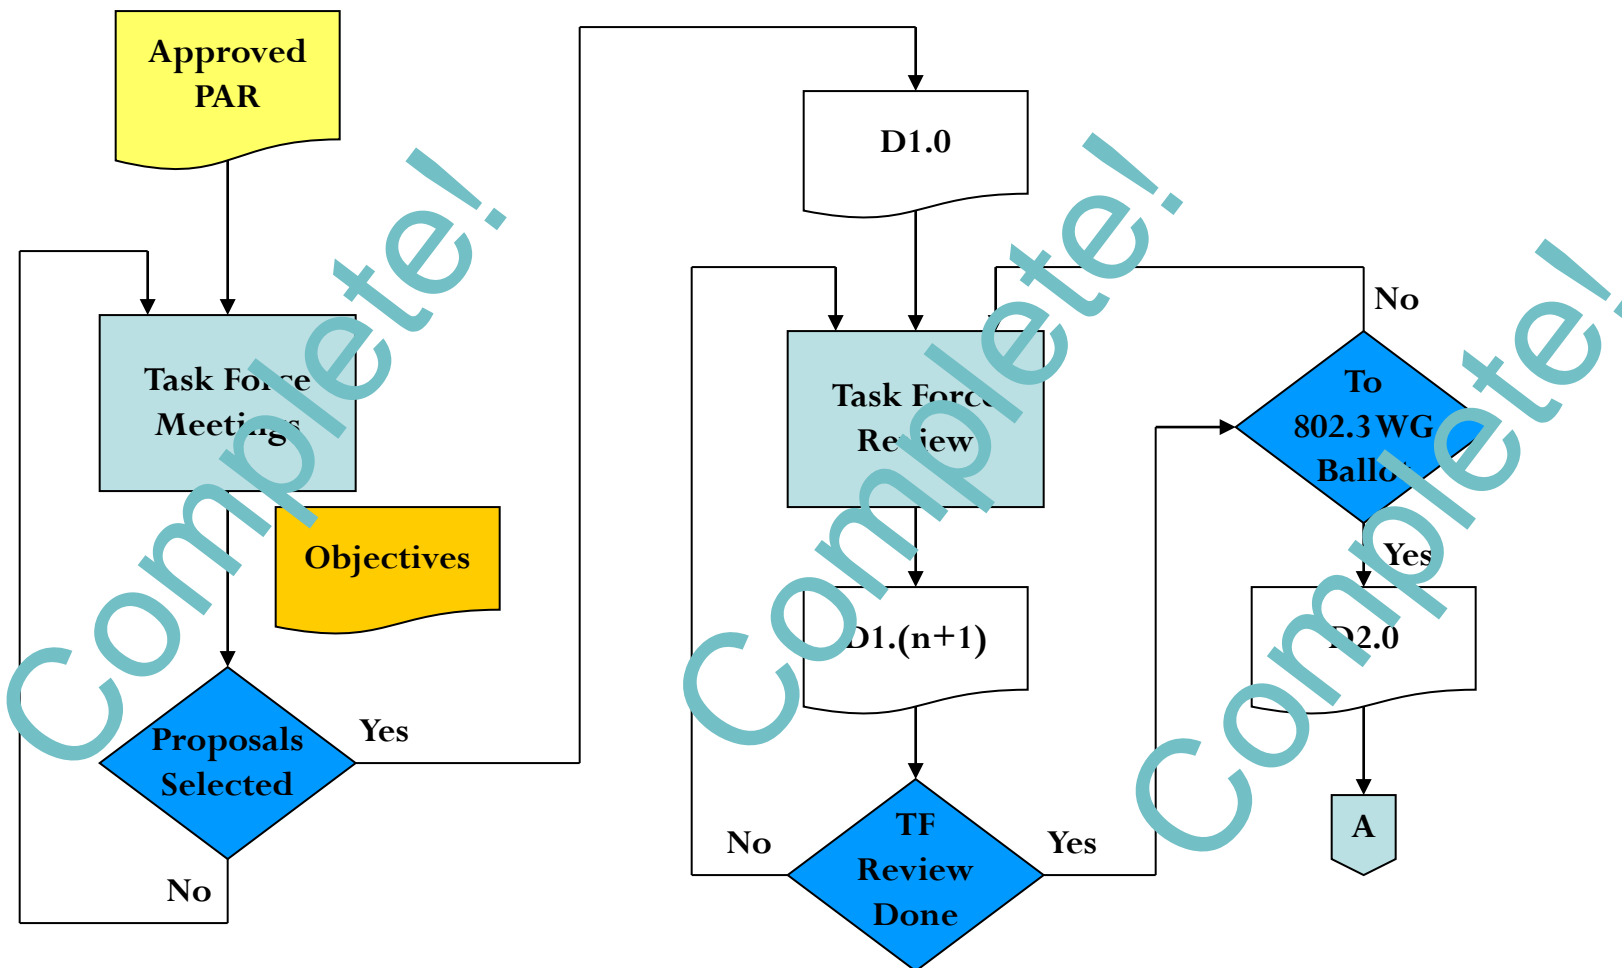 Approved
PAR
Task Force
Meetings
Objectives
Proposals
Selected
Yes
No
Complete!
D1.0
Task Force
Review
D1.(n+1)
TF
Review
Done
No
Yes
Complete!
No
To
802.3 WG
Ballot
Yes
D2.0
A
Complete!